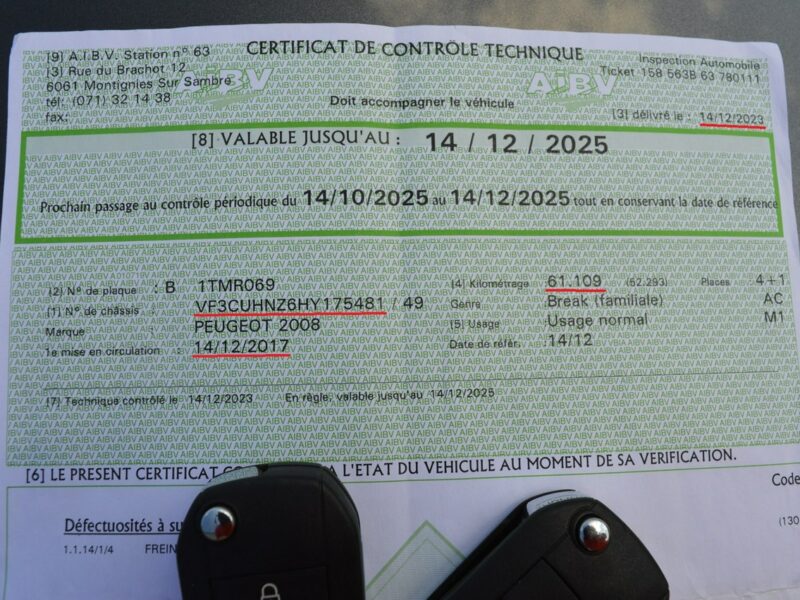 [9] A.I.B.V. Station n° 63
[3] Rue du Brachot 12
6061 Montignies Sur Sambre
tél: (071) 32 14 38
fax:
CERTIFICAT DE CONTRÔLE TECHNIQUE
AiBV
AiBV
Doit accompagner le véhicule
Inspection Automobile
Ticket 158 563B 63 780111
[3] délivré le : 14/12/2023
[8] VALABLE JUSQU'AU : 14 / 12 / 2025
Prochain passage au contrôle périodique du 14/10/2025 au 14/12/2025 tout en conservant la date de référence
[2] N° de plaque : B 1TMR069
[1] N° de châssis : VF3CUHNZ6HY175481 / 49
Marque : PEUGEOT 2008
1e mise en circulation : 14/12/2017
[4] Kilométrage 61.109 (52.293) Places 4+1
Genre Break (familiale) AC
[5] Usage Usage normal M1
Date de référ. 14/12
[7] Technique contrôlé le 14/12/2023 En règle, valable jusqu'au 14/12/2025
[6] LE PRESENT CERTIFICAT A L'ETAT DU VEHICULE AU MOMENT DE SA VERIFICATION.
Code
(130
Défectuosités à
1.1.14/1/4 FREIN